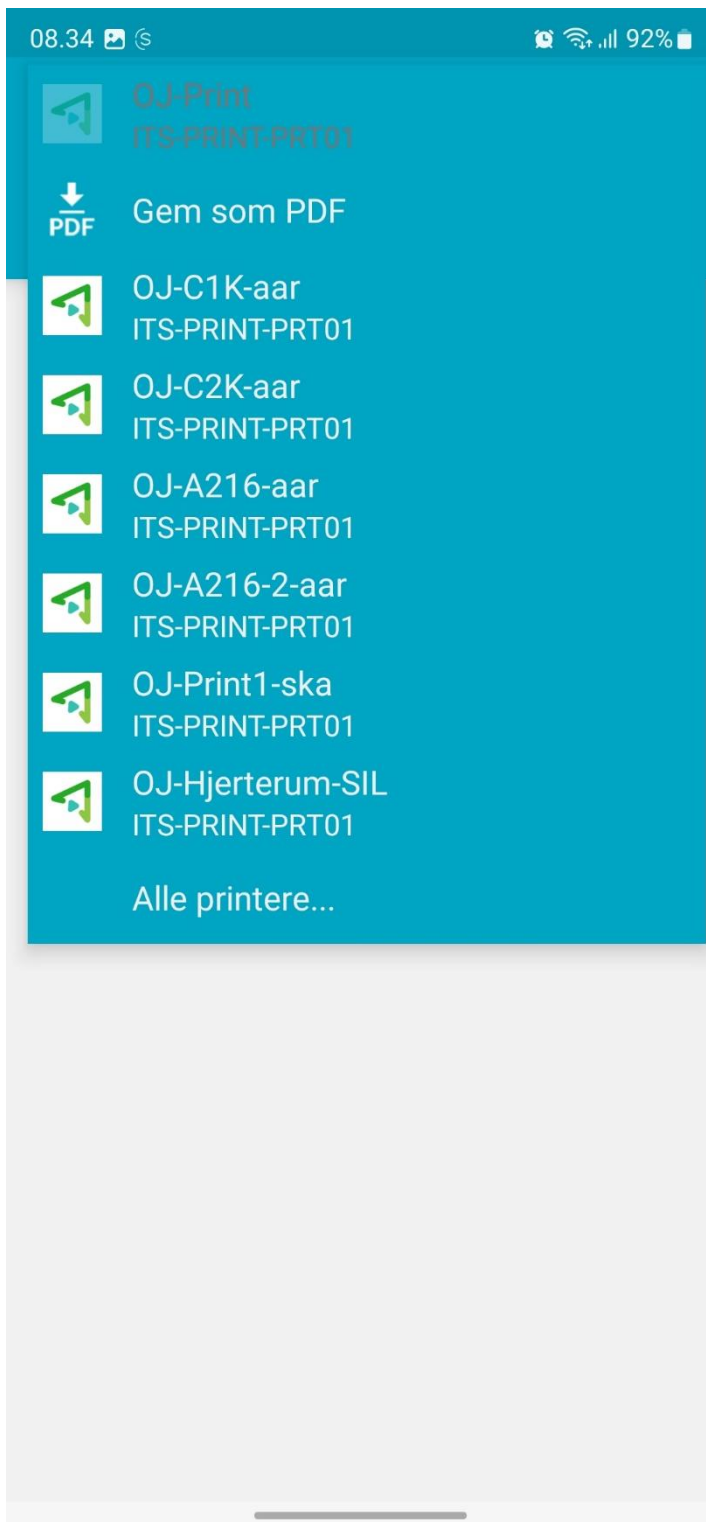 08.34 92%
OJ-Print
ITS-PRINT-PRT01
PDF Gem som PDF
OJ-C1K-aar
ITS-PRINT-PRT01
OJ-C2K-aar
ITS-PRINT-PRT01
OJ-A216-aar
ITS-PRINT-PRT01
OJ-A216-2-aar
ITS-PRINT-PRT01
OJ-Print1-ska
ITS-PRINT-PRT01
OJ-Hjerterum-SIL
ITS-PRINT-PRT01
Alle printere...